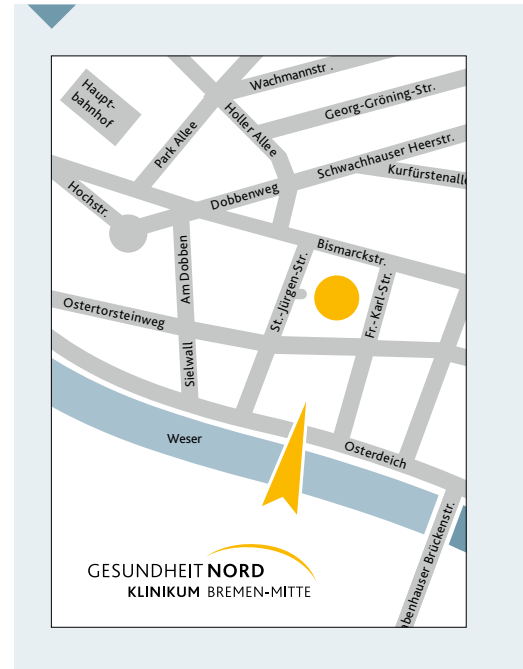 Wachmannstr .
Haupt-
bahnhof
Georg-Gröning-Str.
Holler Allee
Park Allee
Schwachhauser Heerstr.
Kurfürstenalle
Hochstr.
Dobbenweg
Bismarckstr.
Am Dobben
St.-Jürgen-Str.
Fr.-Karl-Str.
Ostertorsteinweg
Sielwall
Weser
Osterdeich
benhauser Brückenstr.
GESUNDHEIT NORD
KLINIKUM BREMEN-MITTE